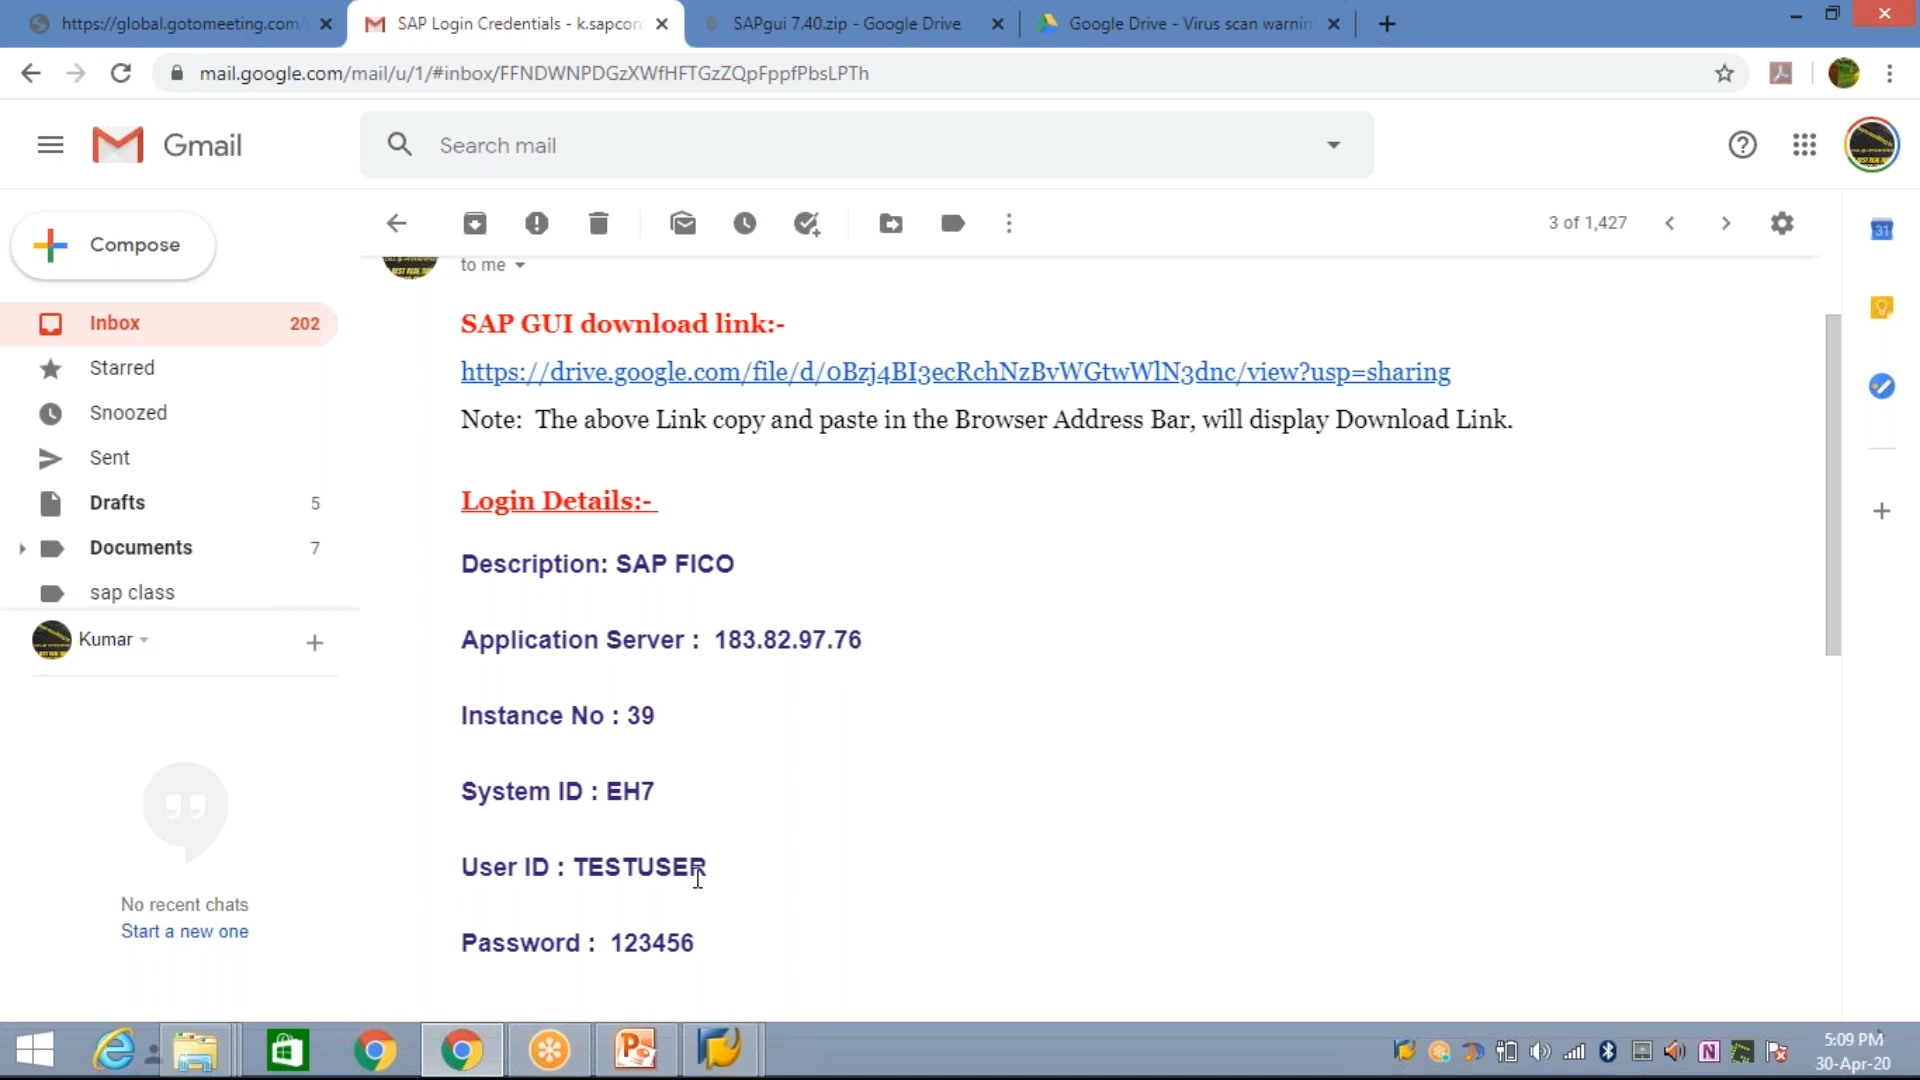 https://global.gotomeeting.com/
SAP Login Credentials - k.sapcon
SAPgui 7.40.zip - Google Drive
Google Drive - Virus scan warnin
mail.google.com/mail/u/1/#inbox/FFNDWNPDGzXWfHFTGzZQpFppfPbsLPTh
Gmail
Search mail
Compose
3 of 1,427
31
Inbox 202
Starred
Snoozed
Sent
Drafts 5
Documents 7
sap class
Kumar
No recent chats
Start a new one
to me
SAP GUI download link:-
https://drive.google.com/file/d/0Bzj4BI3ecRchNzBvWGtwWlN3dnc/view?usp=sharing
Note: The above Link copy and paste in the Browser Address Bar, will display Download Link.
Login Details:-
Description: SAP FICO
Application Server : 183.82.97.76
Instance No : 39
System ID : EH7
User ID : TESTUSER
Password : 123456
5:09 PM
30-Apr-20